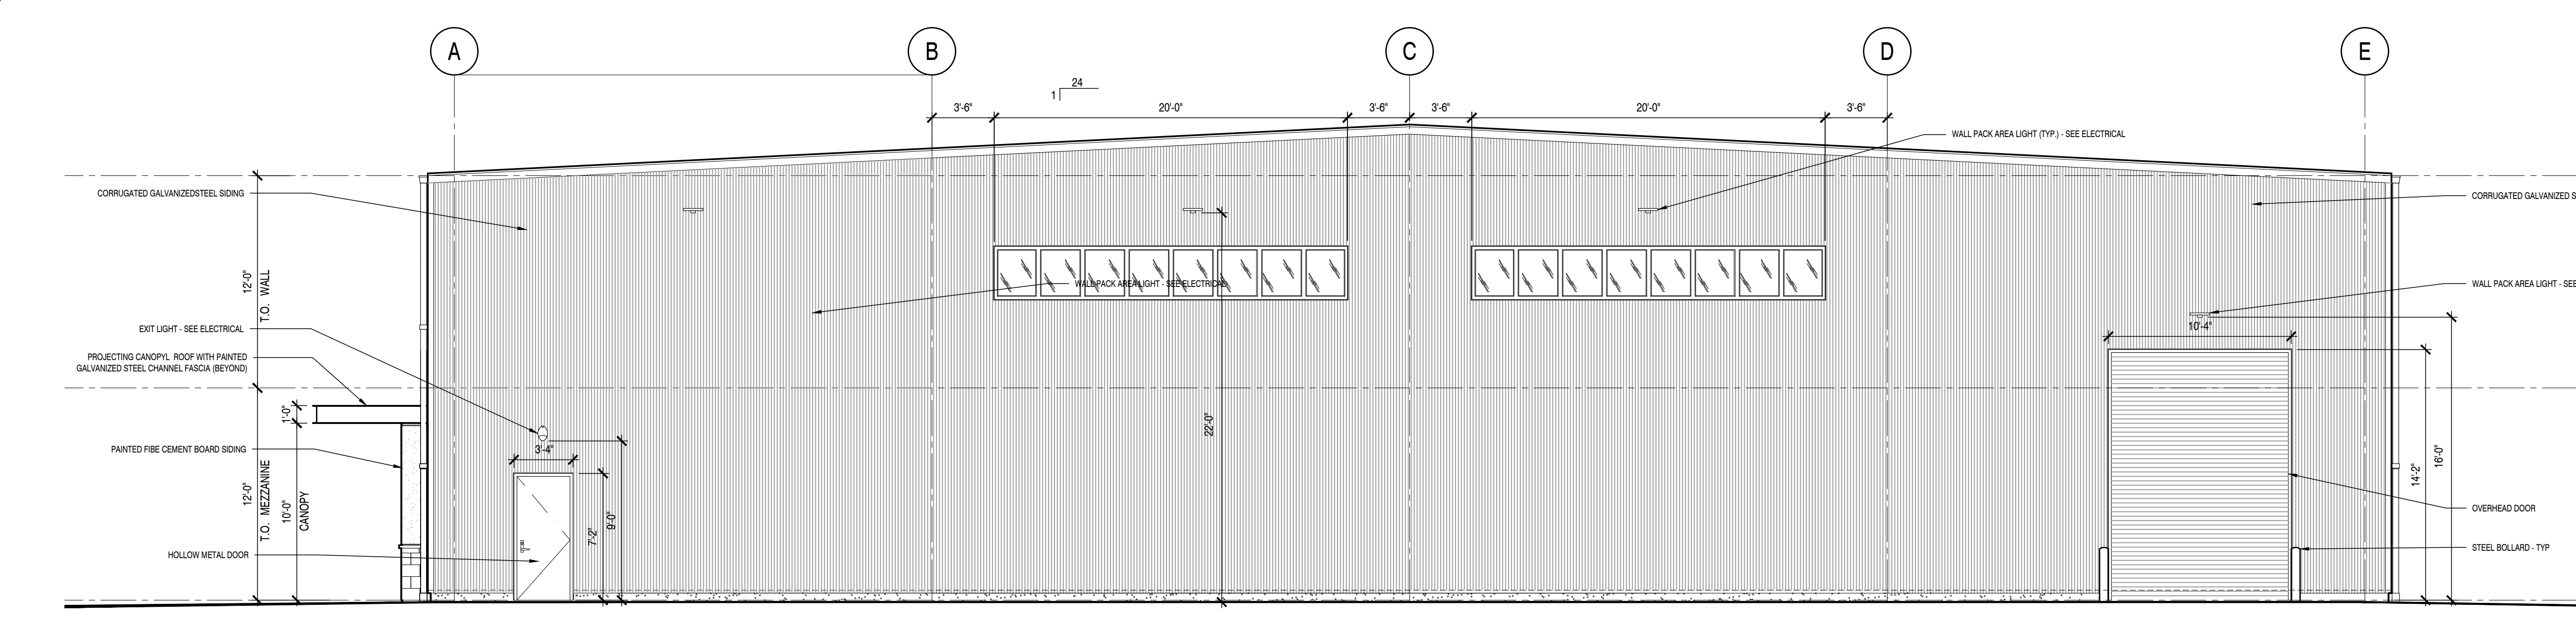 A
B
C
D
E
24
1
3'-6"
20'-0"
3'-6"
3'-6"
20'-0"
3'-6"
WALL PACK AREA LIGHT (TYP.) - SEE ELECTRICAL
CORRUGATED GALVANIZEDSTEEL SIDING
CORRUGATED GALVANIZED S
12'-0"
T.O. WALL
WALL PACK AREA LIGHT - SEE ELECTRICAL
WALL PACK AREA LIGHT - SEE
EXIT LIGHT - SEE ELECTRICAL
10'-4"
PROJECTING CANOPYL ROOF WITH PAINTED
GALVANIZED STEEL CHANNEL FASCIA (BEYOND)
1'-0"
22'-0"
3'-4"
PAINTED FIBE CEMENT BOARD SIDING
16'-0"
14'-2"
12'-0"
T.O. MEZZANINE
10'-0"
CANOPY
7'-2"
9'-0"
OVERHEAD DOOR
HOLLOW METAL DOOR
STEEL BOLLARD - TYP